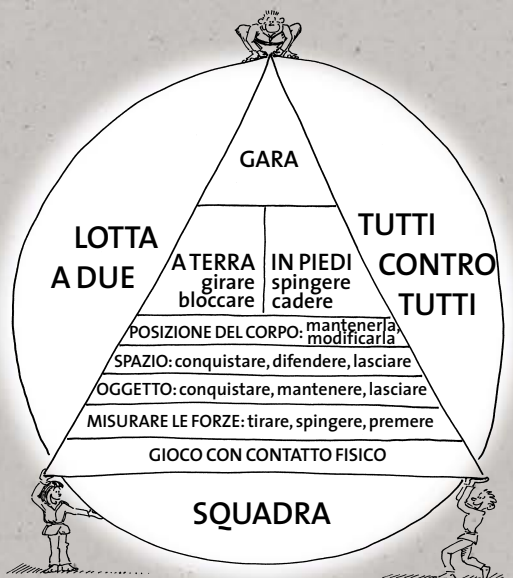 GARA
LOTTA
A DUE
TUTTI
CONTRO
TUTTI
A TERRA
girare
bloccare
IN PIEDI
spingere
cadere
POSIZIONE DEL CORPO: mantenerla,
modificarla
SPAZIO: conquistare, difendere, lasciare
OGGETTO: conquistare, mantenere, lasciare
MISURARE LE FORZE: tirare, spingere, premere
GIOCO CON CONTATTO FISICO
SQUADRA